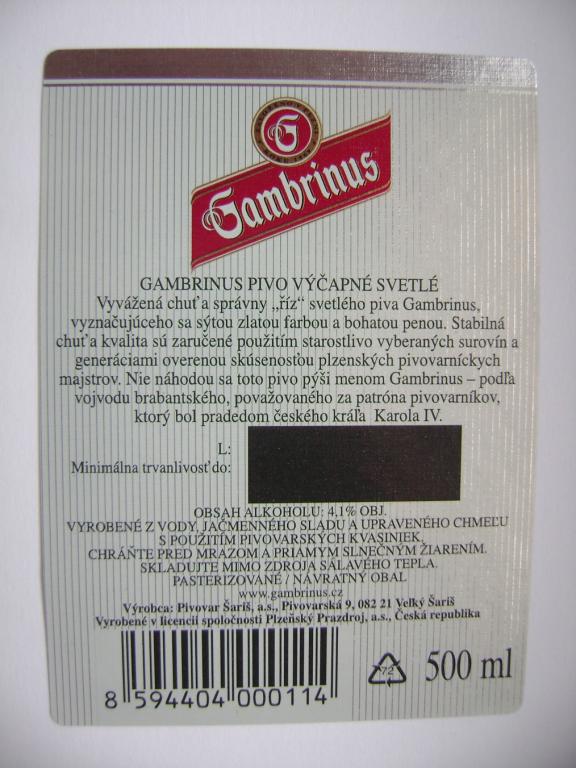 G
Gambrinus
GAMBRINUS PIVO VÝČAPNÉ SVETLÉ
Vyvážená chuť a správny „říz“ svetlého piva Gambrinus,
vyznačujúceho sa sýtou zlatou farbou a bohatou penou. Stabilná
chuť a kvalita sú zaručené použitím starostlivo vyberaných surovín a
generáciami overenou skúsenosťou plzenských pivovarníckych
majstrov. Nie náhodou sa toto pivo pýši menom Gambrinus – podľa
vojvodu brabantského, považovaného za patróna pivovarníkov,
ktorý bol pradedom českého kráľa Karola IV.
L:
Minimálna trvanlivosť do:
OBSAH ALKOHOLU: 4,1% OBJ.
VYROBENÉ Z VODY, JAČMENNÉHO SLADU A UPRAVENÉHO CHMEĽU
S POUŽITÍM PIVOVARSKÝCH KVASINIEK.
CHRÁŇTE PRED MRAZOM A PRIAMYM SLNEČNÝM ŽIARENÍM.
SKLADUJTE MIMO ZDROJA SÁLAVÉHO TEPLA.
PASTERIZOVANÉ / NÁVRATNÝ OBAL
www.gambrinus.cz
Výrobca: Pivovar Šariš, a.s., Pivovarská 9, 082 21 Veľký Šariš
Vyrobené v licencii spoločnosti Plzeňský Prazdroj, a.s., Česká republika
72
500 ml
8 594404 000114